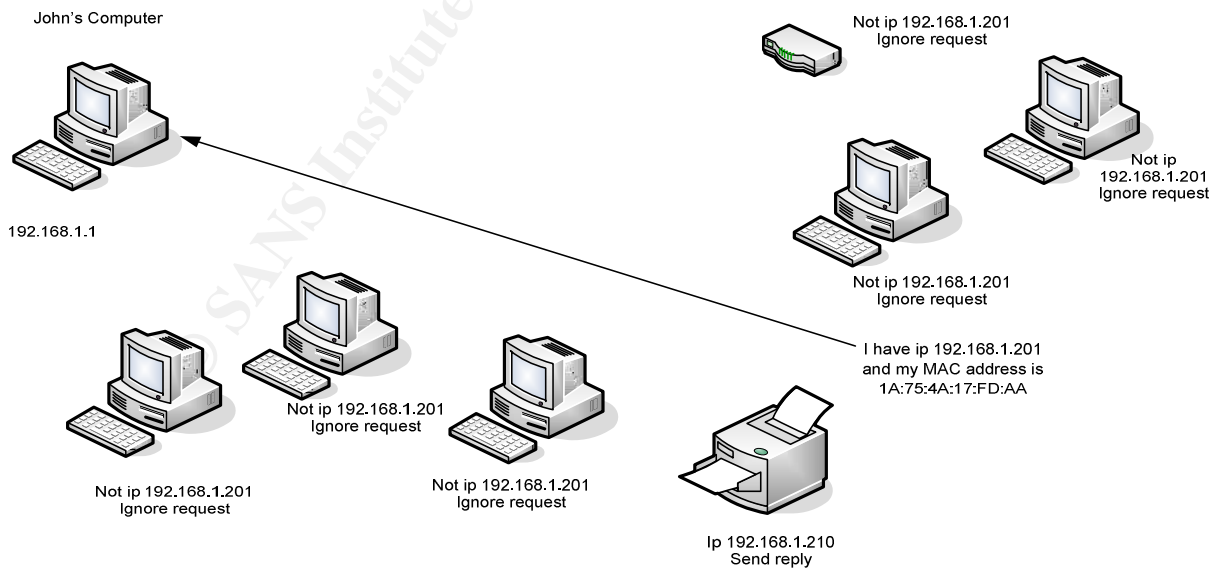 John's Computer
192.168.1.1
Not ip 192.168.1.201
Ignore request
Not ip
192.168.1.201
Ignore request
Not ip 192.168.1.201
Ignore request
I have ip 192.168.1.201
and my MAC address is
1A:75:4A:17:FD:AA
Not ip 192.168.1.201
Ignore request
Not ip 192.168.1.201
Ignore request
Not ip 192.168.1.201
Ignore request
Ip 192.168.1.210
Send reply
© SANS Institute